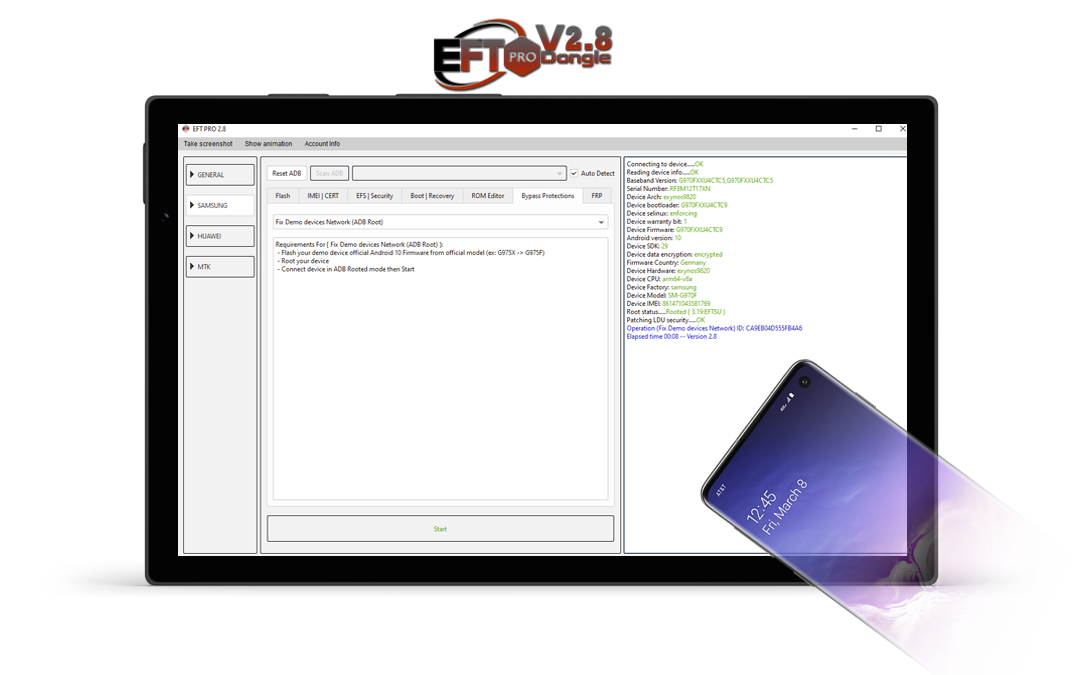 EFT PRO V2.8 Dongle
EFT PRO 2.8
Take screenshot Show animation Account Info
GENERAL
SAMSUNG
HUAWEI
MTK
Reset ADB Scan ADB Auto Detect
Flash IMEI | CERT EFS | Security Boot | Recovery ROM Editor Bypass Protections FRP
Fix Demo devices Network (ADB Root)
Requirements For ( Fix Demo devices Network (ADB Root) ):
- Flash your demo device official Android 10 Firmware from official model (ex: G975X -> G975F)
- Root your device
- Connect device in ADB Rooted mode then Start
Start
Connecting to device.....OK
Reading device info.....OK
Baseband Version: G970FXXU4CTC5,G970FXXU4CTC5
Serial Number: RF8M12T17XN
Device Arch: exynos9820
Device bootloader: G970FXXU4CTC9
Device selinux: enforcing
Device warranty bit: 1
Device Firmware: G970FXXU4CTC9
Android version: 10
Device SDK: 29
Device data encryption: encrypted
Firmware Country: Germany
Device Hardware: exynos9820
Device CPU: arm64-v8a
Device Factory: samsung
Device Model: SM-G970F
Device IMEI: 861471043581769
Root status.....Rooted ( 3.19:EFTSU )
Patching LDU security.....OK
Operation (Fix Demo devices Network) ID: CA9EB04D555FB4A6
Elapsed time 00:08 -- Version 2.8
AT&T
12:45
Fri, March 8